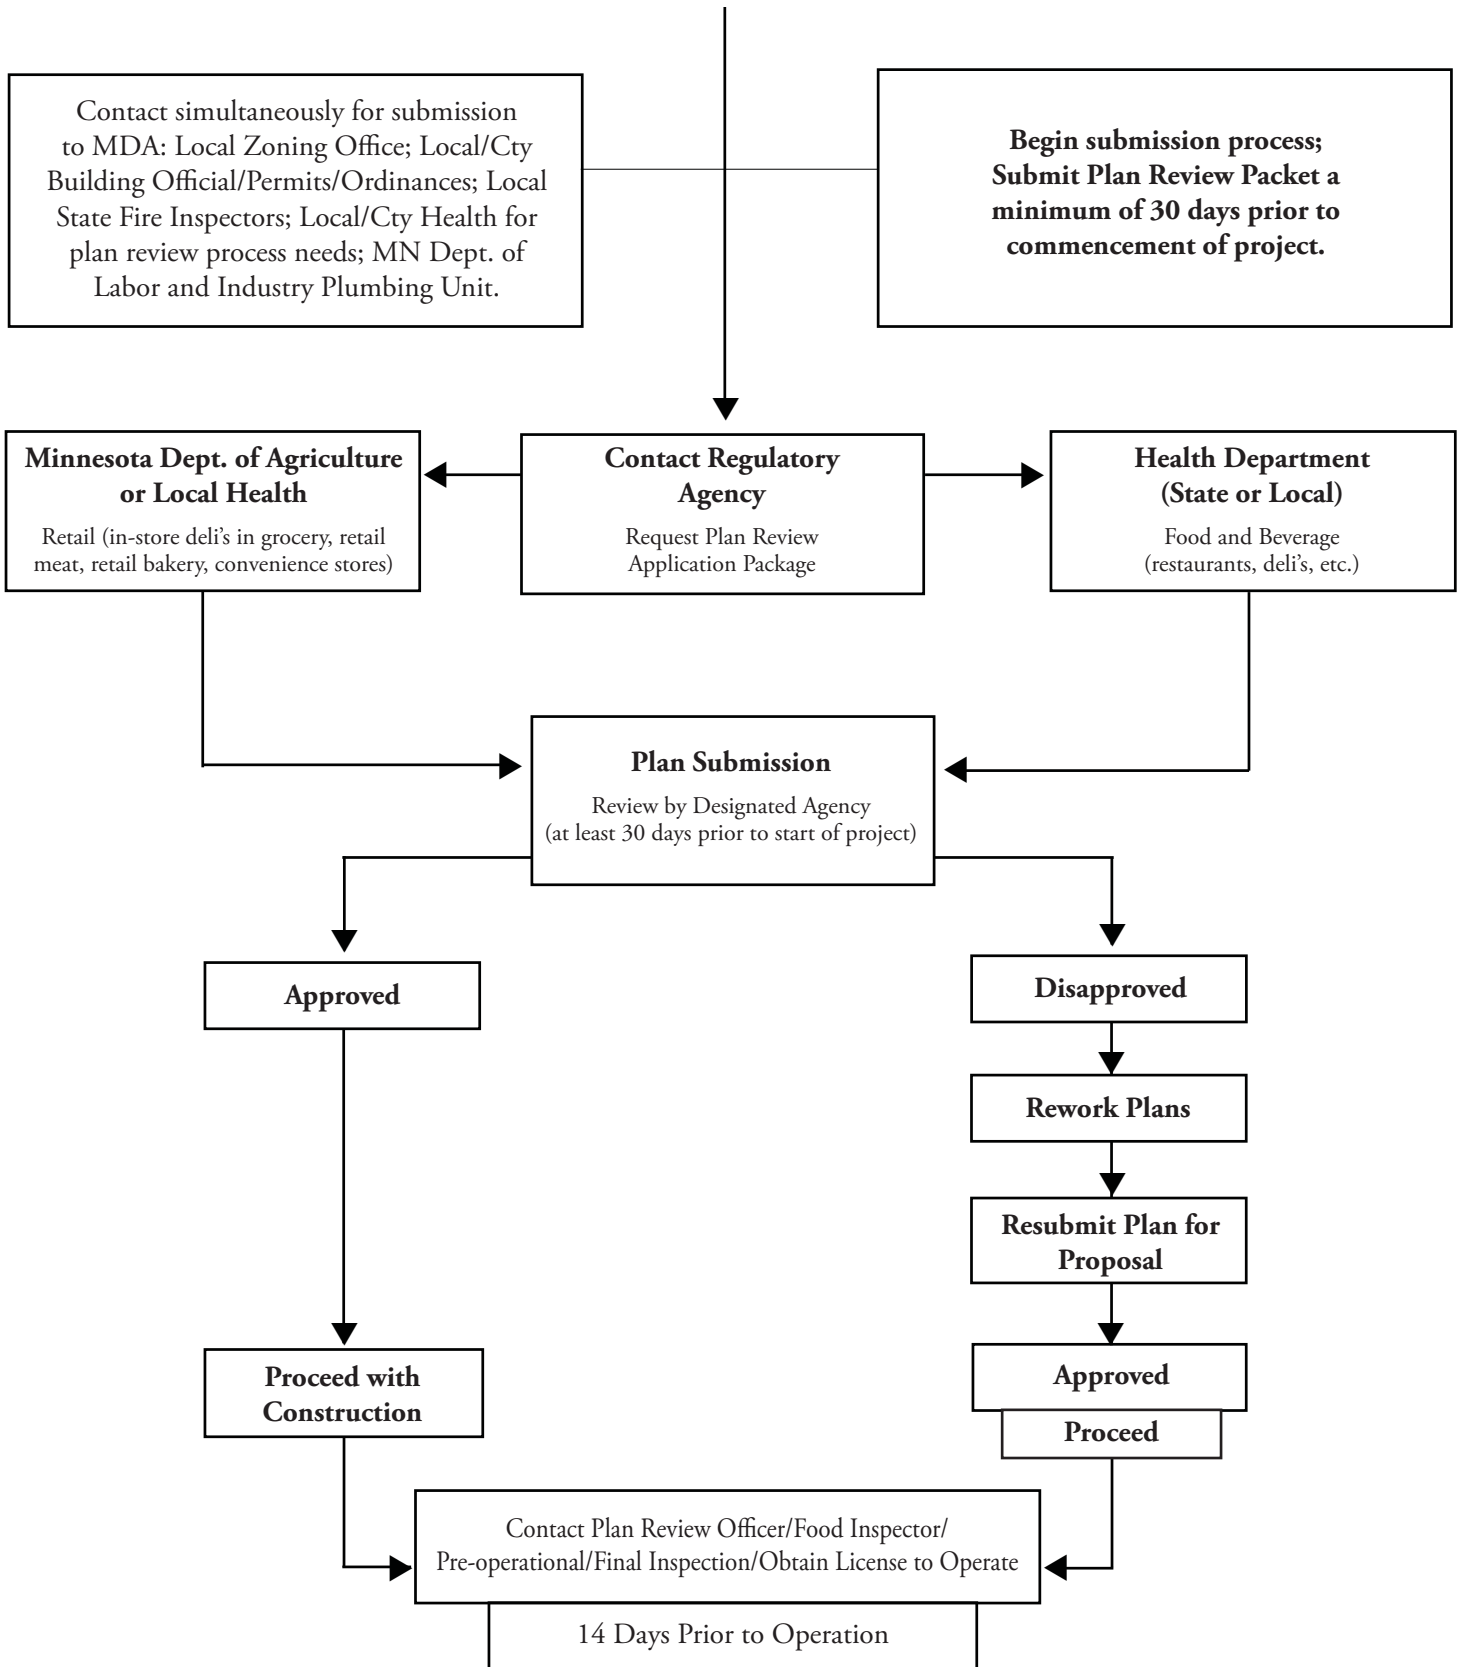 Contact simultaneously for submission
to MDA: Local Zoning Office; Local/Cty
Building Official/Permits/Ordinances; Local
State Fire Inspectors; Local/Cty Health for
plan review process needs; MN Dept. of
Labor and Industry Plumbing Unit.
Begin submission process;
Submit Plan Review Packet a
minimum of 30 days prior to
commencement of project.
Minnesota Dept. of Agriculture
or Local Health
Retail (in-store deli's in grocery, retail
meat, retail bakery, convenience stores)
Contact Regulatory
Agency
Request Plan Review
Application Package
Health Department
(State or Local)
Food and Beverage
(restaurants, deli's, etc.)
Plan Submission
Review by Designated Agency
(at least 30 days prior to start of project)
Approved
Disapproved
Rework Plans
Resubmit Plan for
Proposal
Proceed with
Construction
Approved
Proceed
Contact Plan Review Officer/Food Inspector/
Pre-operational/Final Inspection/Obtain License to Operate
14 Days Prior to Operation